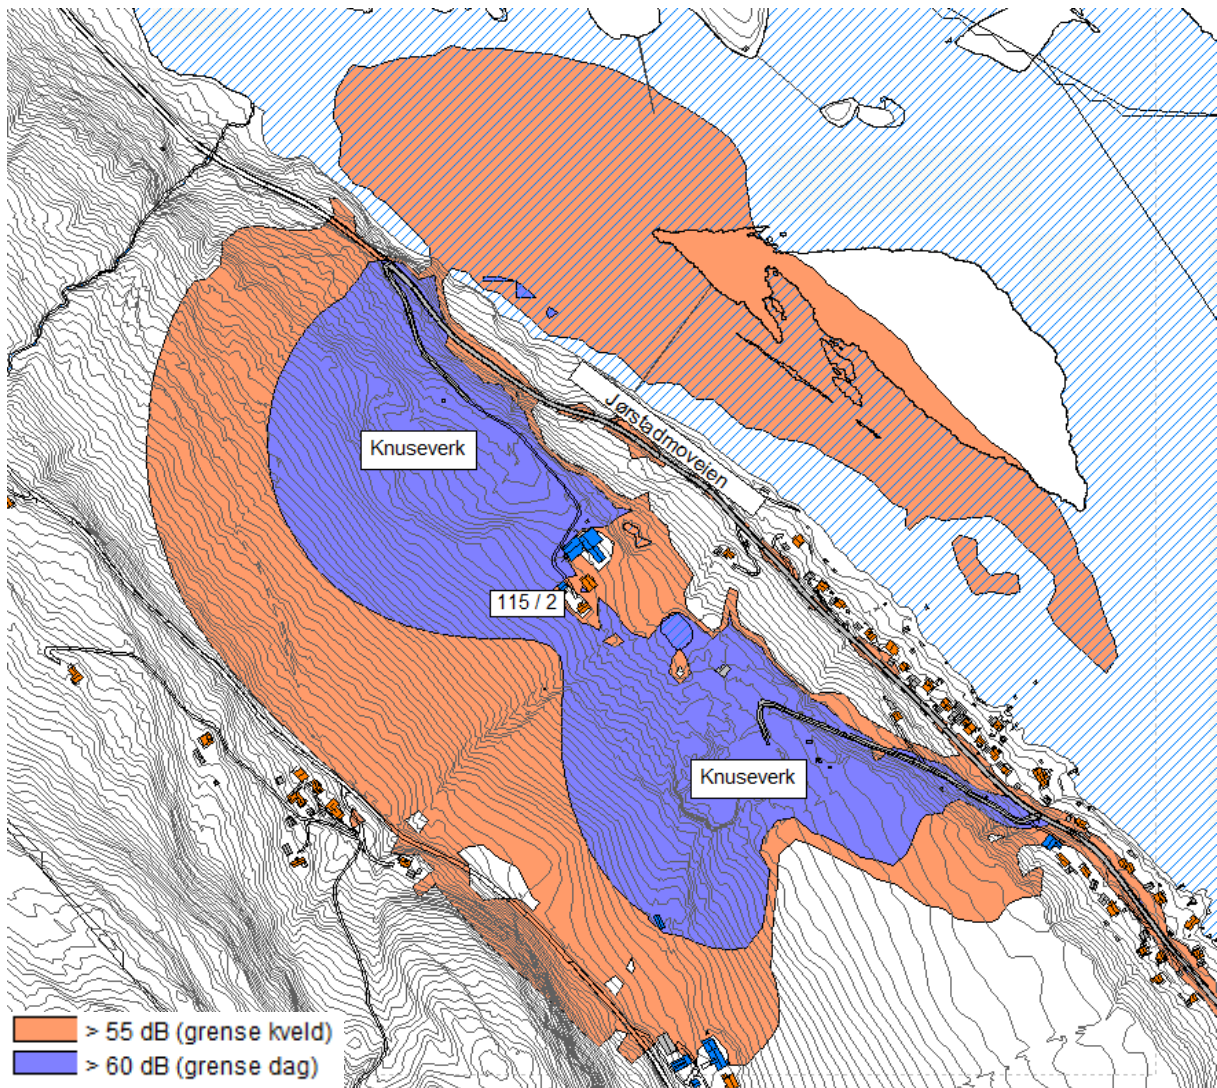 Jørstadmoveien
Knuseverk
115 / 2
Knuseverk
> 55 dB (grense kveld)
> 60 dB (grense dag)